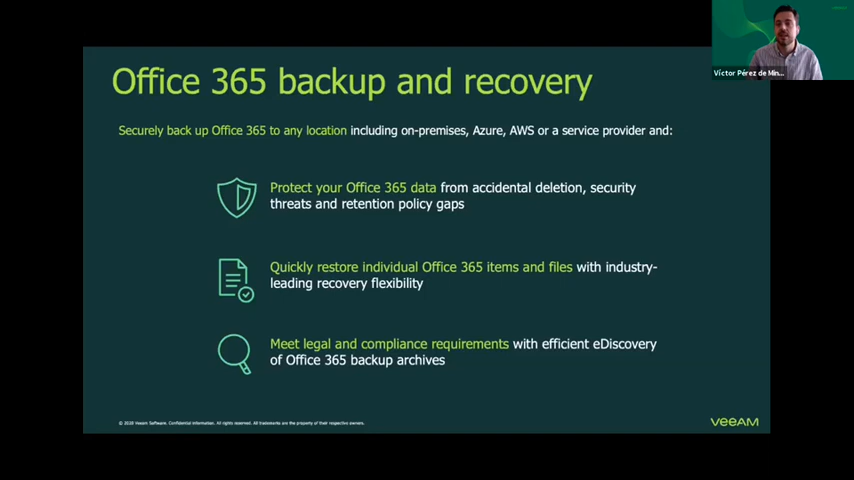 Office 365 backup and recovery
Securely back up Office 365 to any location including on-premises, Azure, AWS or a service provider and:
Protect your Office 365 data from accidental deletion, security
threats and retention policy gaps
Quickly restore individual Office 365 items and files with industry-
leading recovery flexibility
Meet legal and compliance requirements with efficient eDiscovery
of Office 365 backup archives
Víctor Pérez de Min...
veeam